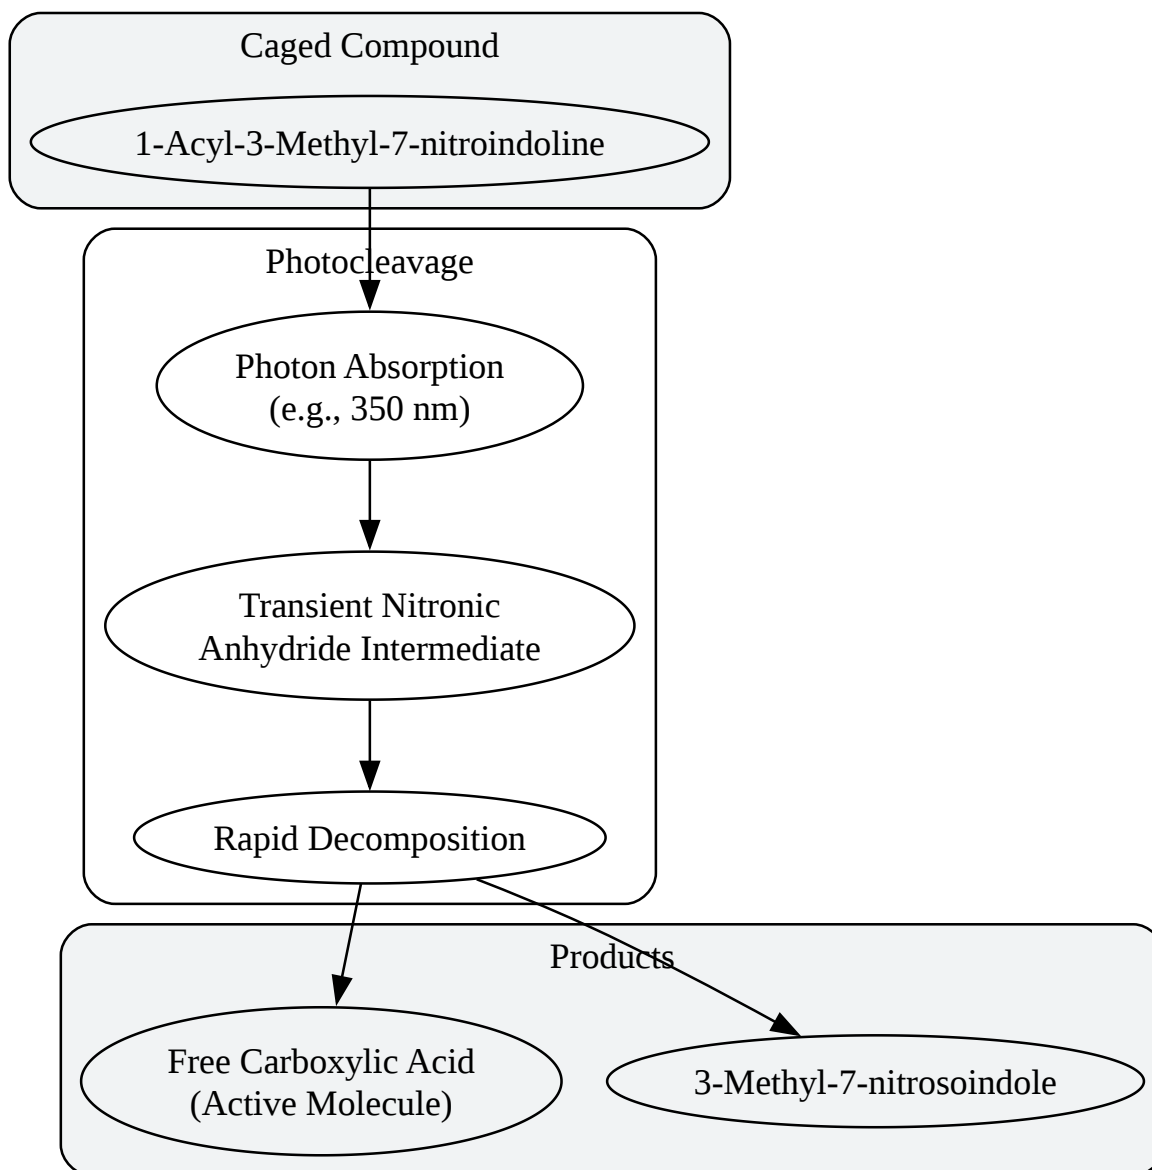 Caged Compound
1-Acyl-3-Methyl-7-nitroindoline
Photocleavage
Photon Absorption
(e.g., 350 nm)
Transient Nitronic
Anhydride Intermediate
Rapid Decomposition
Products
Free Carboxylic Acid
(Active Molecule)
3-Methyl-7-nitrosoindole